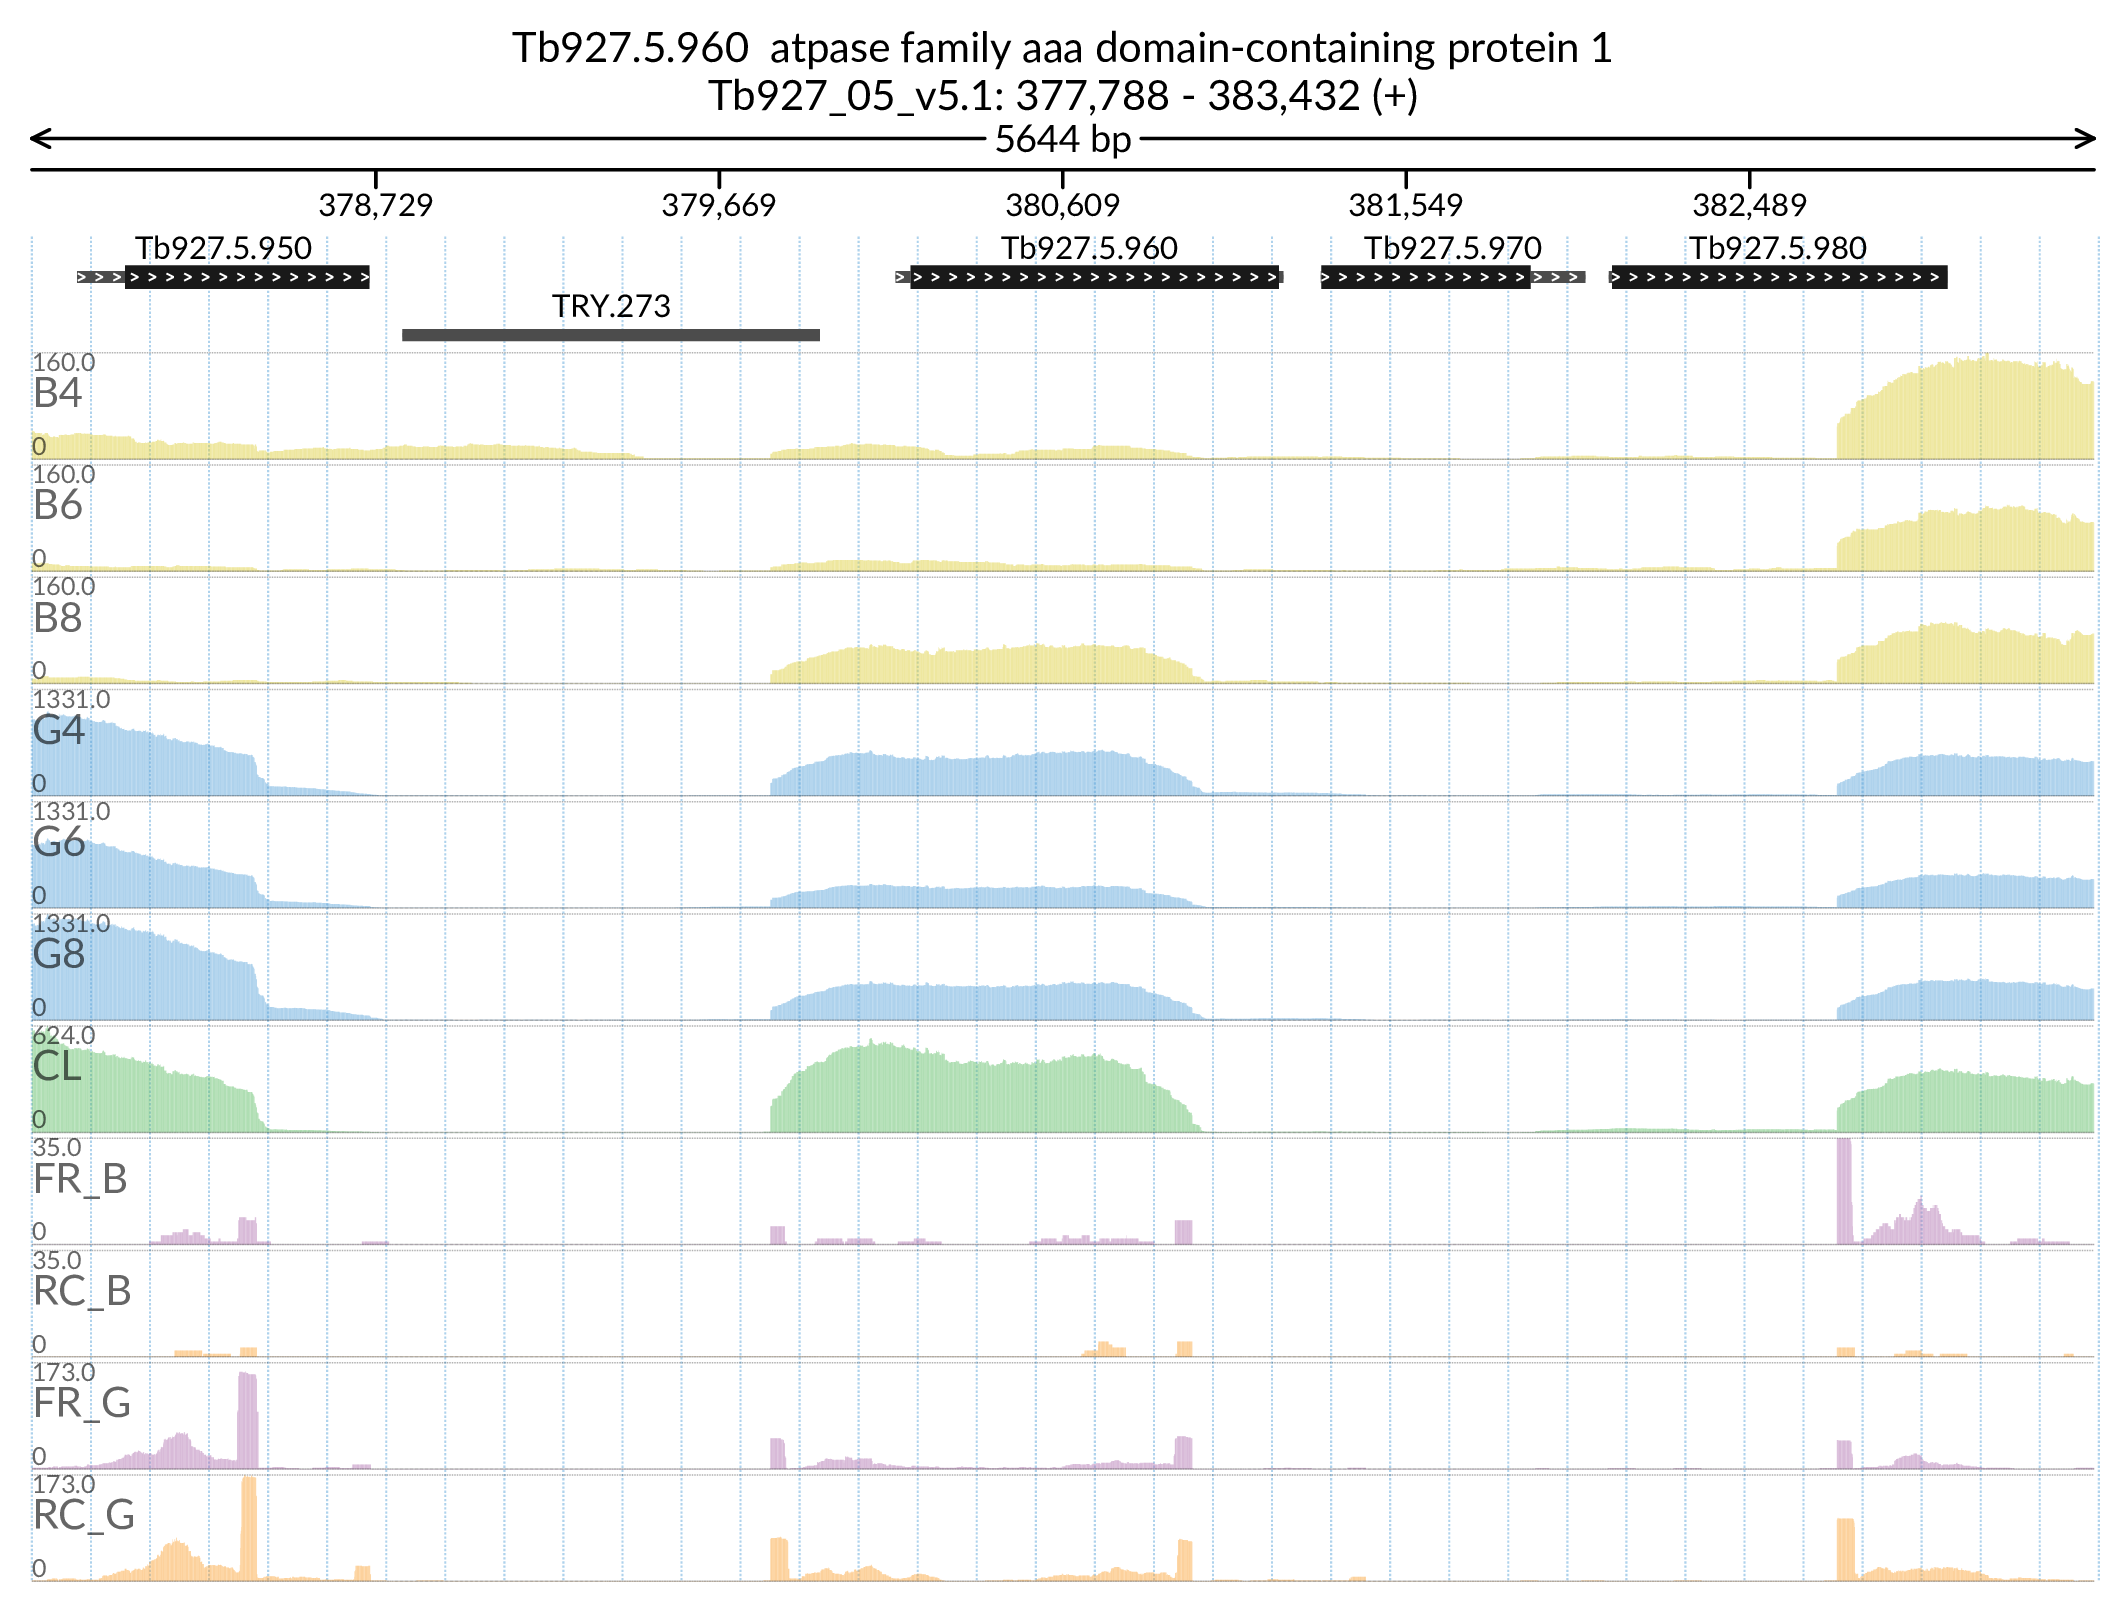 Tb927.5.960  atpase family aaa domain-containing protein 1
Tb927_05_v5.1: 377,788 - 383,432 (+)
5644 bp
378,729 379,669 380,609 381,549 382,489
Tb927.5.950 Tb927.5.960 Tb927.5.970 Tb927.5.980
TRY.273
160.0
B4
0
160.0
B6
0
160.0
B8
0
1331.0
G4
0
1331.0
G6
0
1331.0
G8
0
624.0
CL
0
35.0
FR_B
0
35.0
RC_B
0
173.0
FR_G
0
173.0
RC_G
0